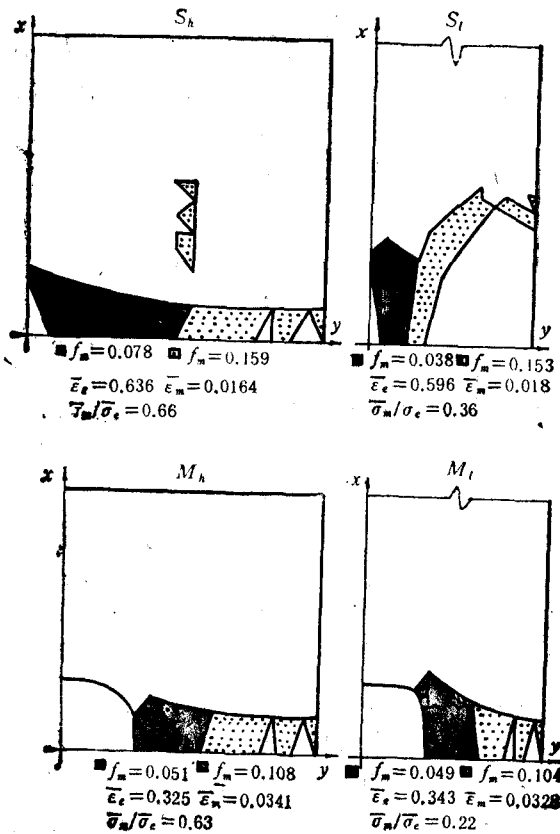 S_h
x
y
■ f_m=0.078 ▣ f_m=0.159
ε̄_e=0.636 ε̄_m=0.0164
σ̄_m/σ̄_e=0.66
S_l
x
y
■ f_m=0.038 ▣ f_m=0.153
ε̄_e=0.596 ε̄_m=0.018
σ̄_m/σ_e=0.36
M_h
x
y
■ f_m=0.051 ▣ f_m=0.108
ε̄_e=0.325 ε̄_m=0.0341
σ̄_m/σ̄_e=0.63
M_l
x
y
■ f_m=0.049 ▣ f_m=0.104
ε̄_e=0.343
σ̄_m/σ̄_e=0.22